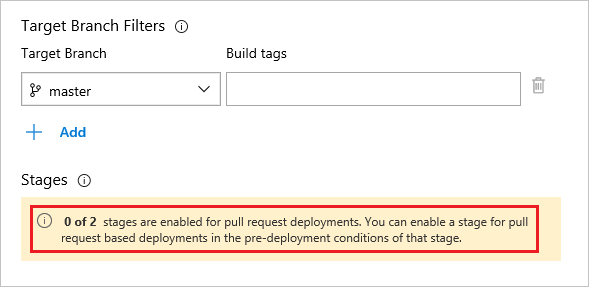 Target Branch Filters
Target Branch Build tags
master
Add
Stages
0 of 2 stages are enabled for pull request deployments. You can enable a stage for pull
request based deployments in the pre-deployment conditions of that stage.